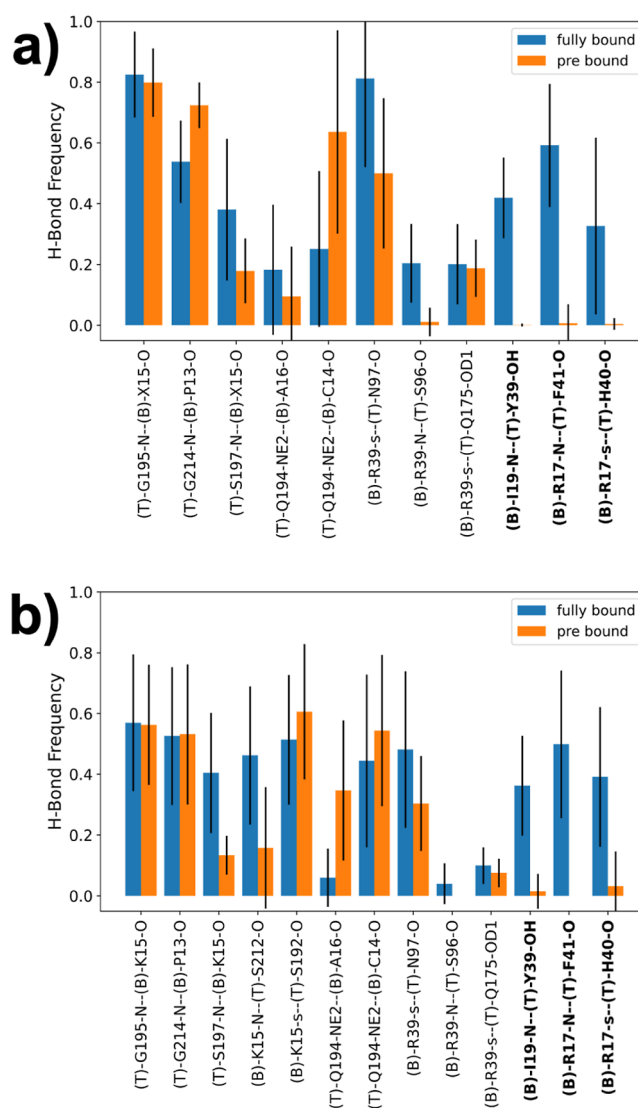 a)
1.0
0.8
0.6
0.4
0.2
0.0
H-Bond Frequency
fully bound
pre bound
(T)-G195-N--(B)-X15-O
(T)-G214-N--(B)-P13-O
(T)-S197-N--(B)-X15-O
(T)-Q194-NE2--(B)-A16-O
(T)-Q194-NE2--(B)-C14-O
(B)-R39-s--(T)-N97-O
(B)-R39-N--(T)-S96-O
(B)-R39-s--(T)-Q175-OD1
(B)-I19-N--(T)-Y39-OH
(B)-R17-N--(T)-F41-O
(B)-R17-s--(T)-H40-O
b)
1.0
0.8
0.6
0.4
0.2
0.0
H-Bond Frequency
fully bound
pre bound
(T)-G195-N--(B)-K15-O
(T)-G214-N--(B)-P13-O
(T)-S197-N--(B)-K15-O
(B)-K15-N--(T)-S212-O
(B)-K15-s--(T)-S192-O
(T)-Q194-NE2--(B)-A16-O
(T)-Q194-NE2--(B)-C14-O
(B)-R39-s--(T)-N97-O
(B)-R39-N--(T)-S96-O
(B)-R39-s--(T)-Q175-OD1
(B)-I19-N--(T)-Y39-OH
(B)-R17-N--(T)-F41-O
(B)-R17-s--(T)-H40-O